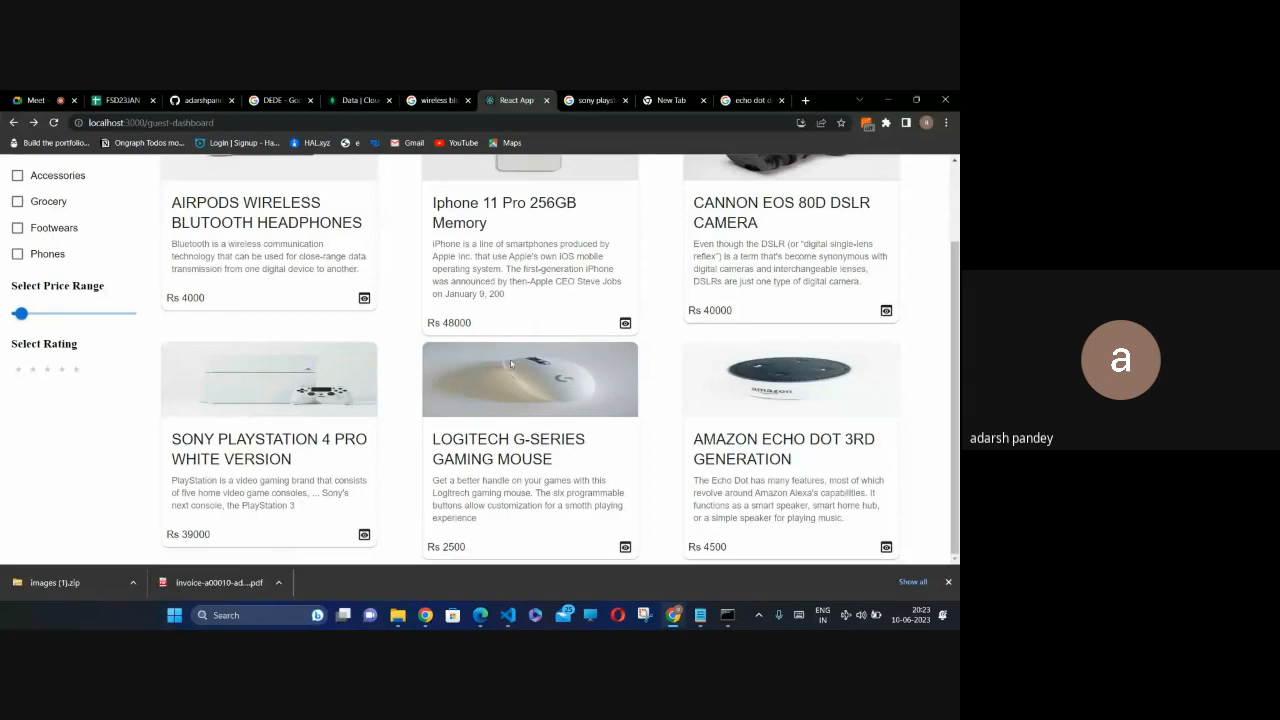 Meet
FSD23JAN
adarshpan
DEDE - Goo
Data | Clou
wireless blu
React App
sony playst
New Tab
echo dot d
localhost:3000/guest-dashboard
Build the portfolio...
Ongraph Todos mo...
Login | Signup - Ha...
HALxyz
e
Gmail
YouTube
Maps
Accessories
Grocery
Footwears
Phones
Select Price Range
Select Rating
AIRPODS WIRELESS
BLUTOOTH HEADPHONES
Bluetooth is a wireless communication
technology that can be used for close-range data
transmission from one digital device to another.
Rs 4000
Iphone 11 Pro 256GB
Memory
iPhone is a line of smartphones produced by
Apple Inc. that use Apple's own iOS mobile
operating system. The first-generation iPhone
was announced by then-Apple CEO Steve Jobs
on January 9, 200
Rs 48000
CANNON EOS 80D DSLR
CAMERA
Even though the DSLR (or "digital single-lens
reflex") is a term that's become synonymous with
digital cameras and interchangeable lenses,
DSLRs are just one type of digital camera.
Rs 40000
SONY PLAYSTATION 4 PRO
WHITE VERSION
PlayStation is a video gaming brand that consists
of five home video game consoles, ... Sony's
next console, the PlayStation 3
Rs 39000
LOGITECH G-SERIES
GAMING MOUSE
Get a better handle on your games with this
Logitech gaming mouse. The six programmable
buttons allow customization for a smotth playing
experience
Rs 2500
amazon
AMAZON ECHO DOT 3RD
GENERATION
The Echo Dot has many features, most of which
revolve around Amazon Alexa's capabilities. It
functions as a smart speaker, smart home hub,
or a simple speaker for playing music.
Rs 4500
images (1).zip
invoice-a00010-ad....pdf
Show all
Search
ENG
IN
20:23
10-06-2023
a
adarsh pandey